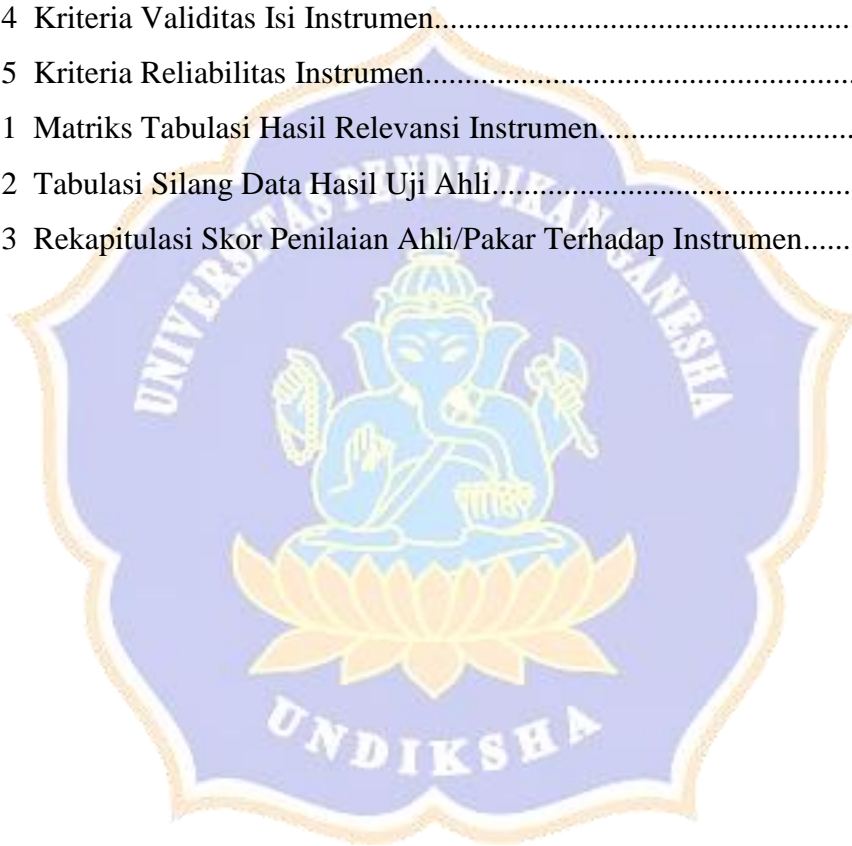 4 Kriteria Validitas Isi Instrumen.....................................................
5 Kriteria Reliabilitas Instrumen.......................................................
1 Matriks Tabulasi Hasil Relevansi Instrumen................................
2 Tabulasi Silang Data Hasil Uji Ahli..............................................
3 Rekapitulasi Skor Penilaian Ahli/Pakar Terhadap Instrumen......
UNIVERSITAS PENDIDIKAN GANESHA
UNDIKSHA